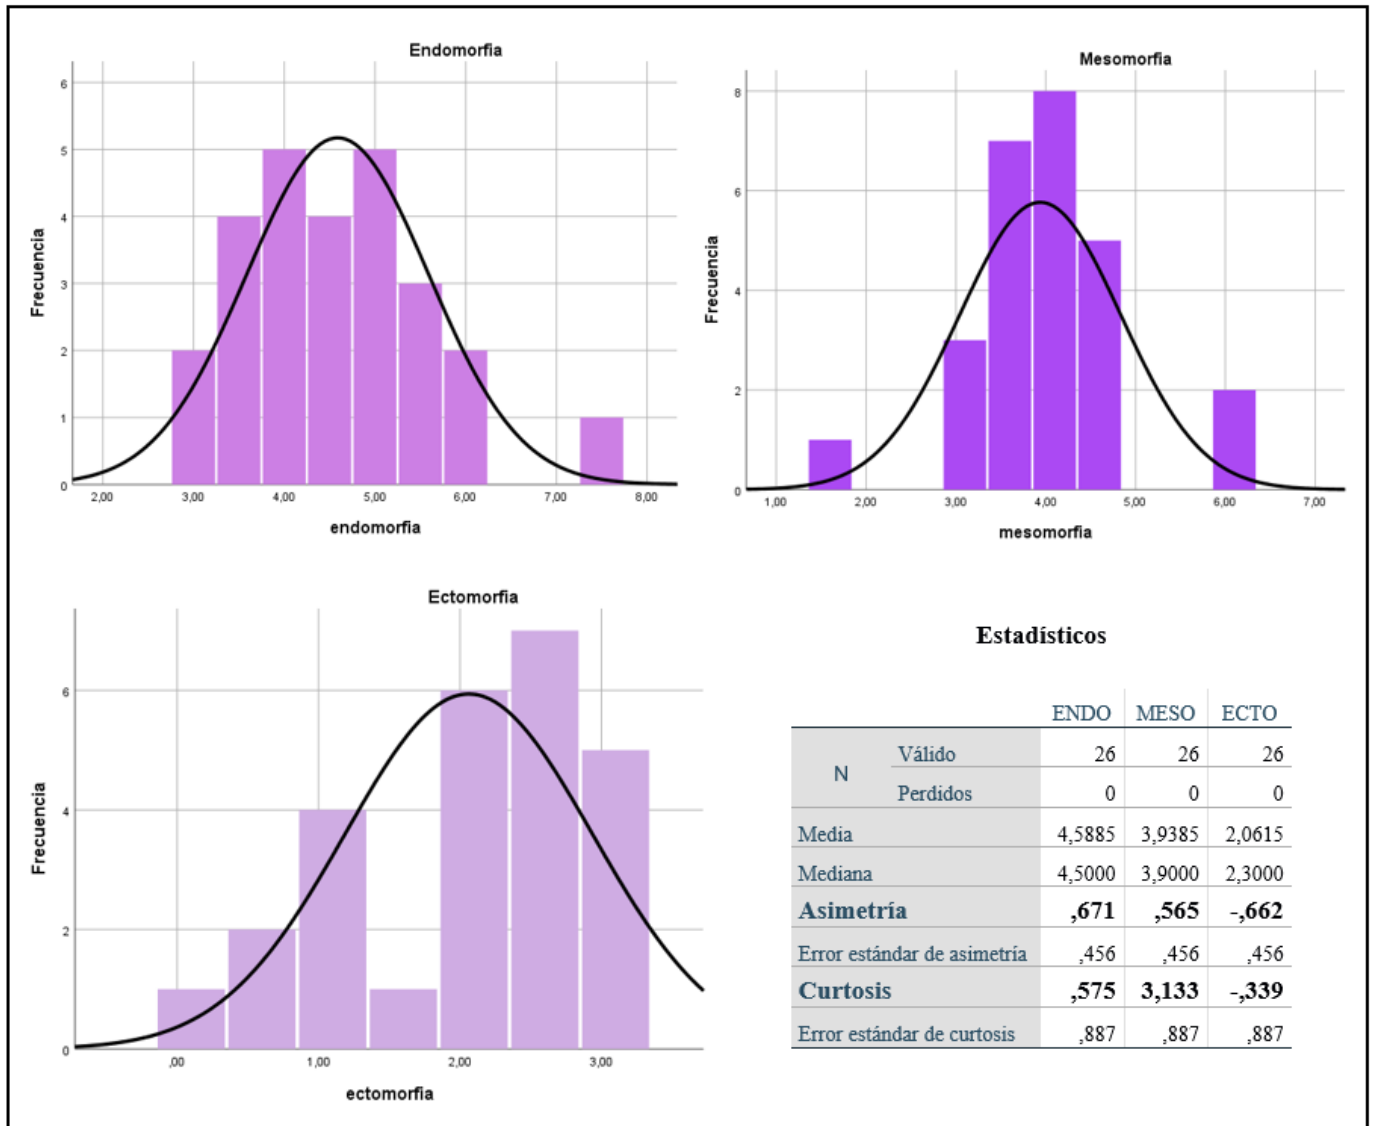 Endomorfia
Frecuencia
6
5
4
3
2
1
0
2,00 3,00 4,00 5,00 6,00 7,00 8,00
endomorfia
Mesomorfia
Frecuencia
8
6
4
2
0
1,00 2,00 3,00 4,00 5,00 6,00 7,00
mesomorfia
Ectomorfia
Frecuencia
6
4
2
0
,00 1,00 2,00 3,00
ectomorfia
Estadísticos
ENDO MESO ECTO
N Válido 26 26 26
Perdidos 0 0 0
Media 4,5885 3,9385 2,0615
Mediana 4,5000 3,9000 2,3000
Asimetría ,671 ,565 -,662
Error estándar de asimetría ,456 ,456 ,456
Curtosis ,575 3,133 -,339
Error estándar de curtosis ,887 ,887 ,887